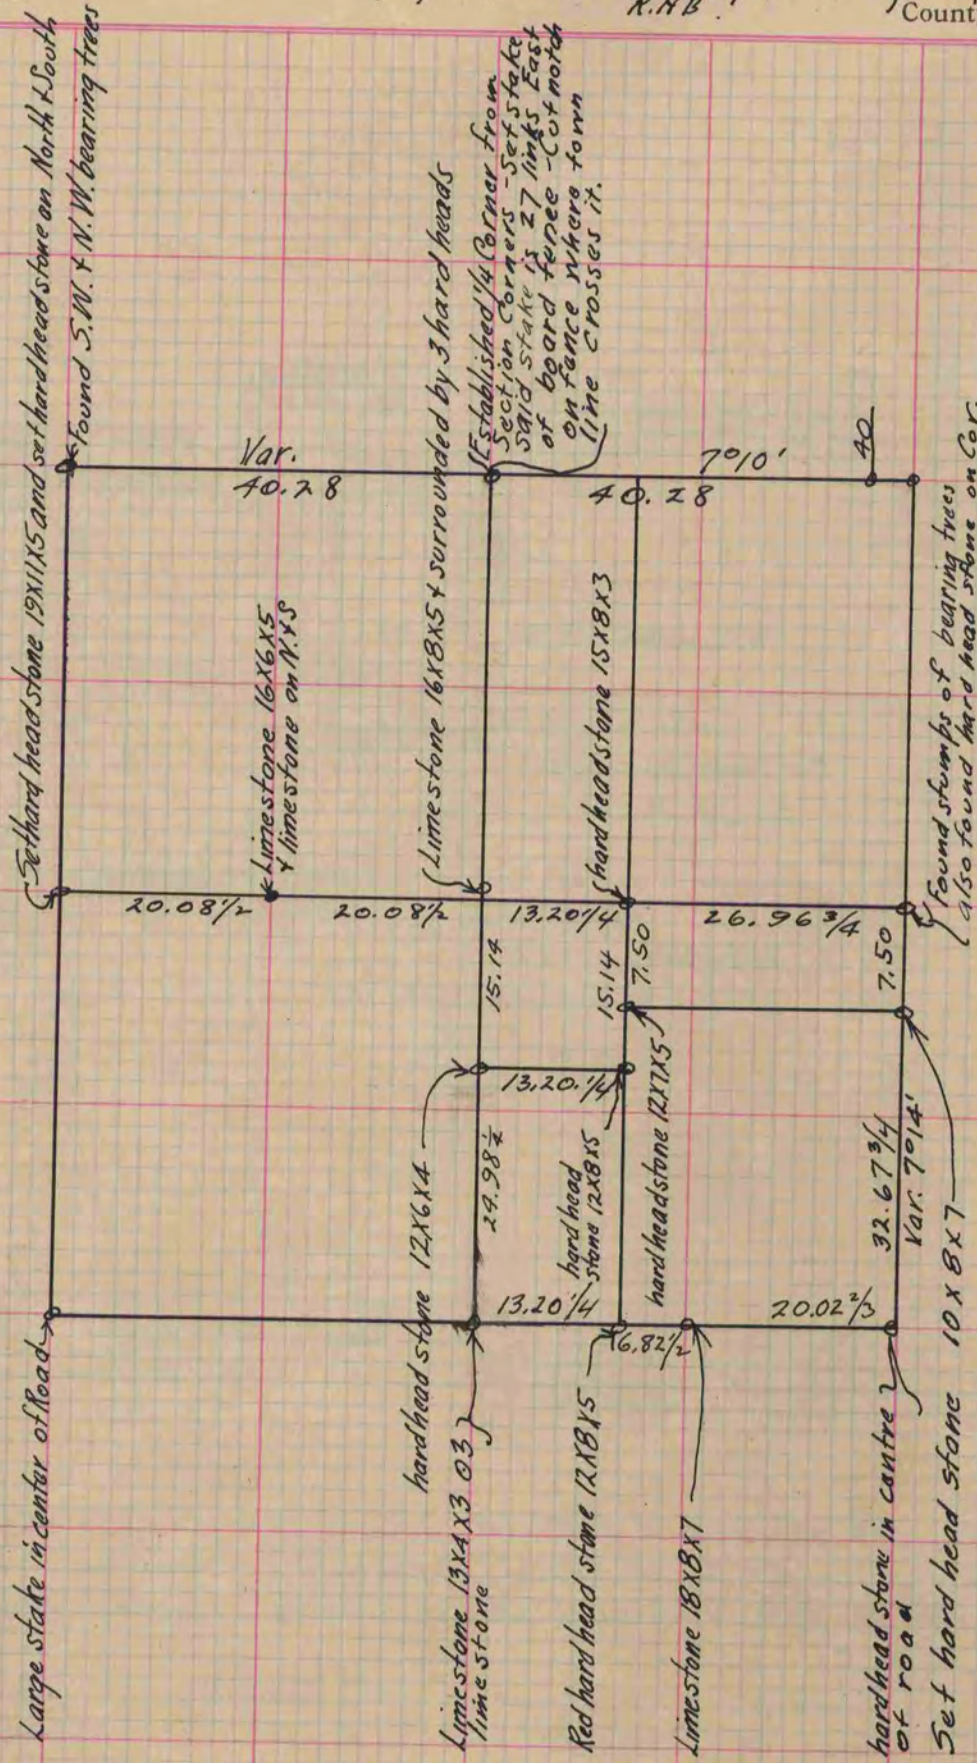 R.H.B.
Count
Set hard head stone 19X11X5 and set hard head stone on North & South
Found S.W. & N.W. bearing trees
Large stake in center of Road
Var.
40.28
Limestone 16X6X5
& limestone on N.&S
20.08 1/2
20.08 1/2
Limestone 16X8X5 & surrounded by 3 hard heads
Established 1/4 Corner from
Section Corners - Set stake
said stake is 27 links East
of board fence - Cut notch
on fence where town
line crosses it.
hard head stone 12X6X4
24.98 1/4
15.14
13.20 1/4
40.28
7°10'
40
hard head stone 15X8X3
Limestone 13X4X3 03
limestone
13.20 1/4
13.20 1/4
15.14
7.50
hard head
stone 12X8X5
hard head stone 12X7X5
Red hard head stone 12X8X5
6.82 1/2
Limestone 18X8X7
20.02 2/3
26.96 3/4
32.67 3/4
Var. 7°14'
7.50
hard head stone in centre
of road
Set hard head stone 10 X 8 X 7
Found stumps of bearing trees
also found hard head stone on Cor.